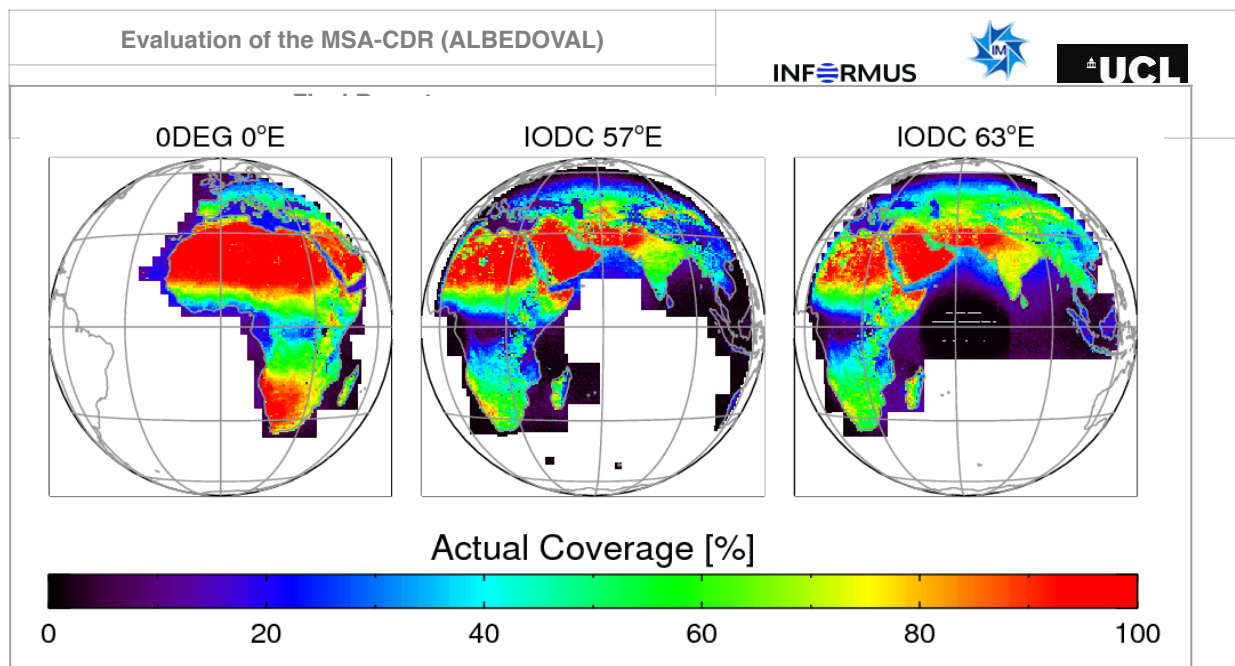 Evaluation of the MSA-CDR (ALBEDOVAL)
INFORMUS
IM
UCL
0DEG 0°E
IODC 57°E
IODC 63°E
Actual Coverage [%]
0
20
40
60
80
100